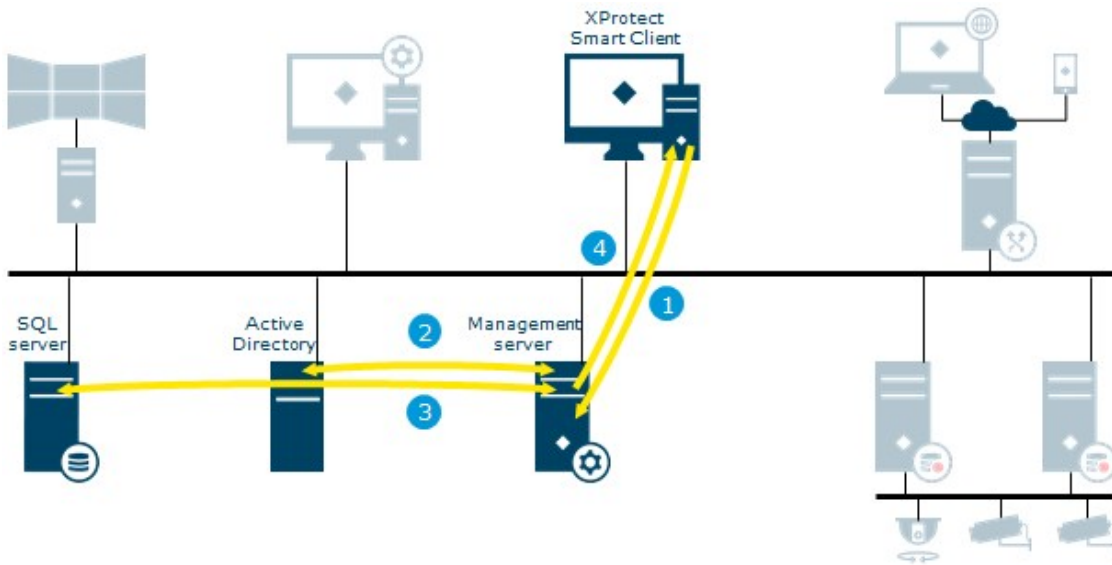 XProtect
Smart Client
4
1
SQL
server
Active
Directory
2
Management
server
3